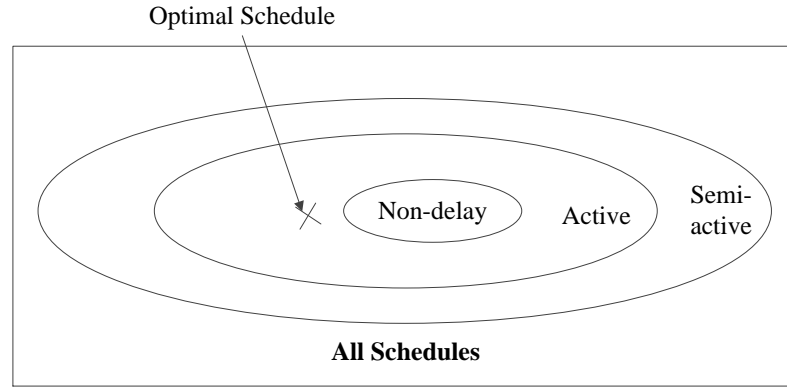 Optimal Schedule
Non-delay
Active
Semi-
active
All Schedules